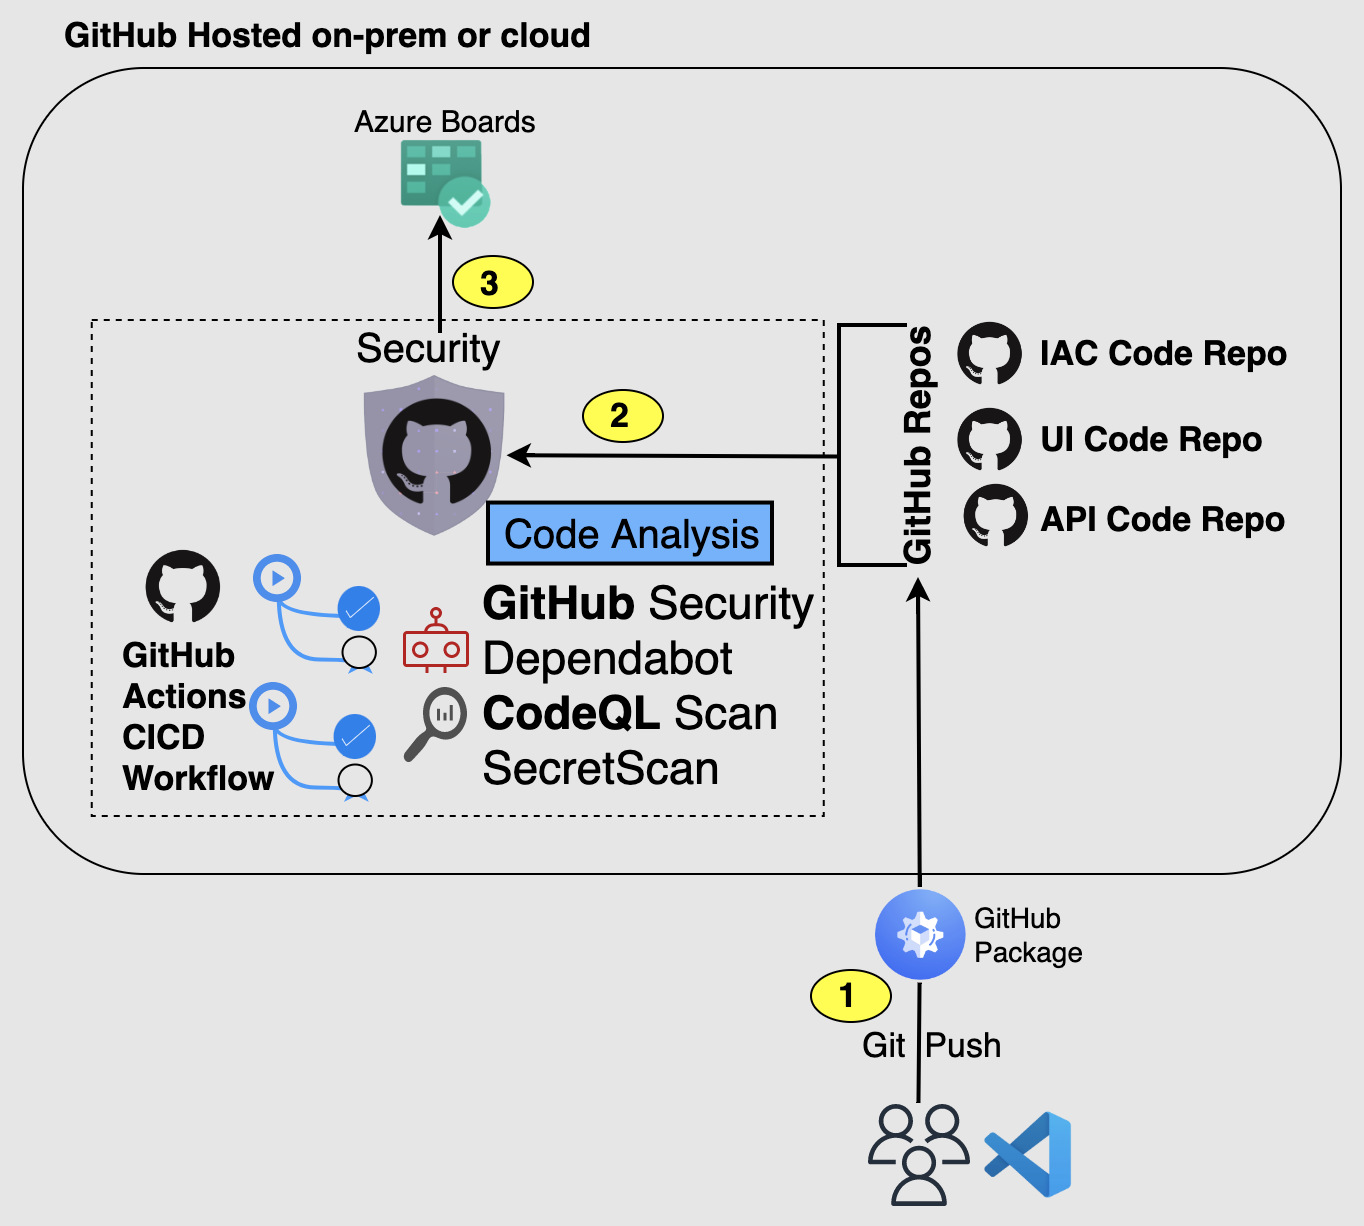 GitHub Hosted on-prem or cloud
Azure Boards
3
Security
2
Code Analysis
GitHub Repos
IAC Code Repo
UI Code Repo
API Code Repo
GitHub
Actions
CICD
Workflow
GitHub Security
Dependabot
CodeQL Scan
SecretScan
GitHub
Package
1
Git Push